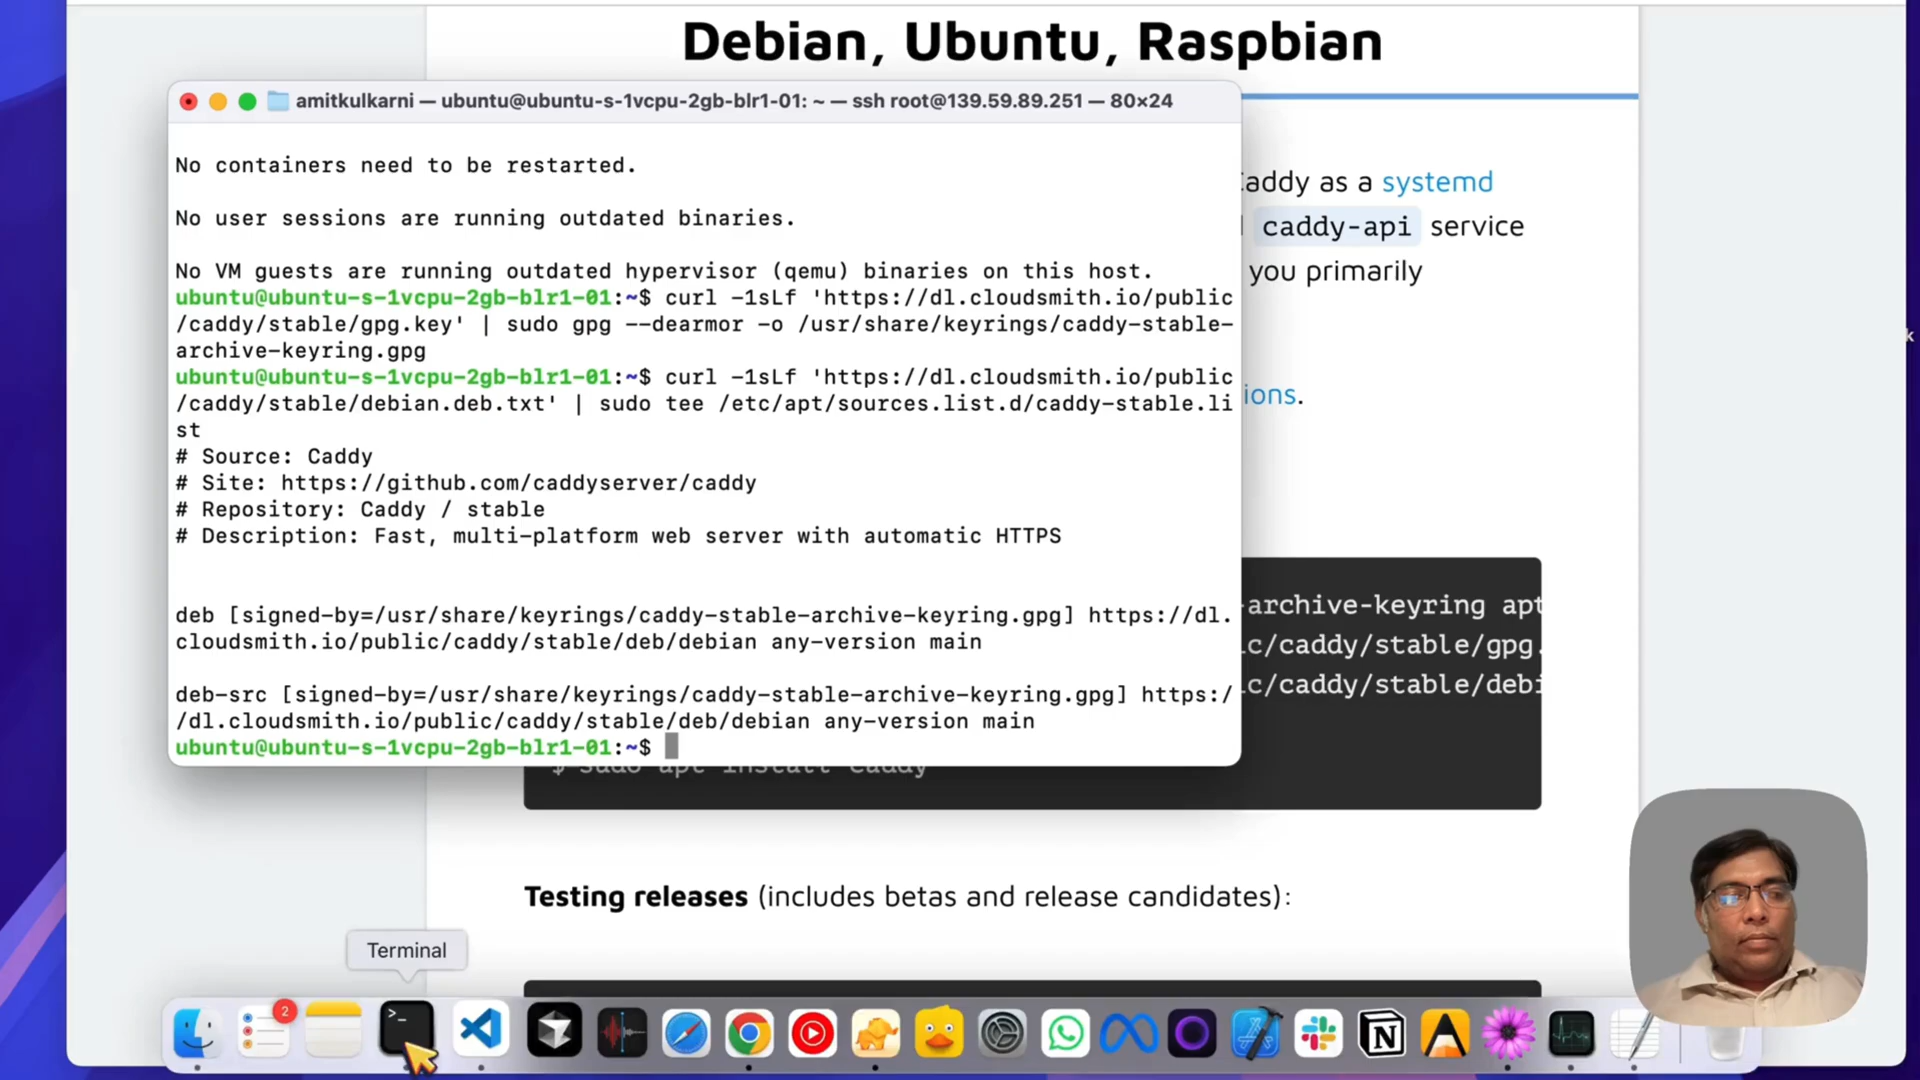 Debian, Ubuntu, Raspbian
amitkulkarni — ubuntu@ubuntu-s-1vcpu-2gb-blr1-01: ~ — ssh root@139.59.89.251 — 80×24
No containers need to be restarted.
No user sessions are running outdated binaries.
No VM guests are running outdated hypervisor (qemu) binaries on this host.
ubuntu@ubuntu-s-1vcpu-2gb-blr1-01:~$ curl -1sLf 'https://dl.cloudsmith.io/public
/caddy/stable/gpg.key' | sudo gpg --dearmor -o /usr/share/keyrings/caddy-stable-
archive-keyring.gpg
ubuntu@ubuntu-s-1vcpu-2gb-blr1-01:~$ curl -1sLf 'https://dl.cloudsmith.io/public
/caddy/stable/debian.deb.txt' | sudo tee /etc/apt/sources.list.d/caddy-stable.li
st
# Source: Caddy
# Site: https://github.com/caddyserver/caddy
# Repository: Caddy / stable
# Description: Fast, multi-platform web server with automatic HTTPS
deb [signed-by=/usr/share/keyrings/caddy-stable-archive-keyring.gpg] https://dl.
cloudsmith.io/public/caddy/stable/deb/debian any-version main
deb-src [signed-by=/usr/share/keyrings/caddy-stable-archive-keyring.gpg] https:/
/dl.cloudsmith.io/public/caddy/stable/deb/debian any-version main
ubuntu@ubuntu-s-1vcpu-2gb-blr1-01:~$
addy as a systemd
caddy-api service
you primarily
ions.
-archive-keyring apt
c/caddy/stable/gpg.
c/caddy/stable/debi
$ sudo apt install caddy
Testing releases (includes betas and release candidates):
Terminal
2